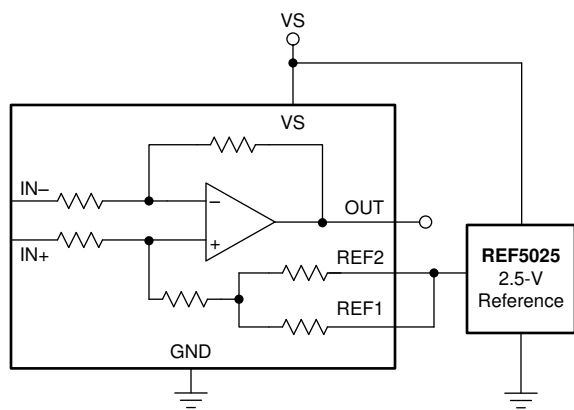 VS
VS
IN–
–
OUT
IN+
+
REF2
REF1
GND
REF5025
2.5-V
Reference